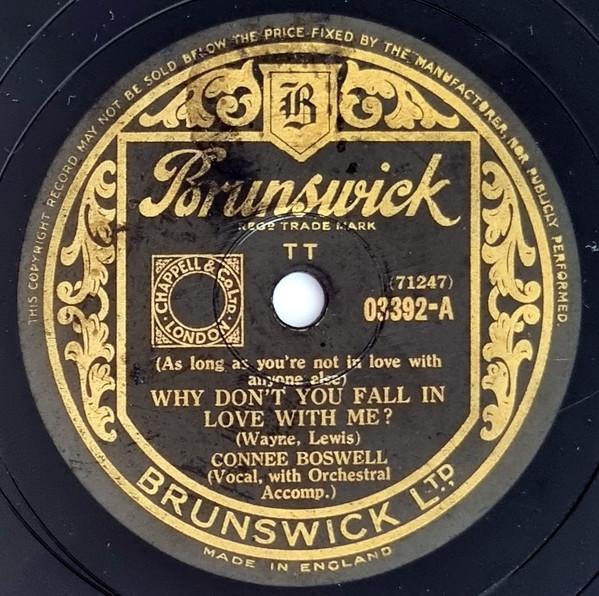 THIS COPYRIGHT RECORD MAY NOT BE SOLD BELOW THE PRICE FIXED BY THE MANUFACTURER, NOR PUBLICLY PERFORMED.
B
Brunswick
REGD TRADE MARK
TT
CHAPPELL & CO LTD. LONDON
(71247)
03392-A
(As long as you're not in love with
anyone else)
WHY DON'T YOU FALL IN
LOVE WITH ME?
(Wayne, Lewis)
CONNEE BOSWELL
(Vocal, with Orchestral
Accomp.)
BRUNSWICK LTD.,
MADE IN ENGLAND